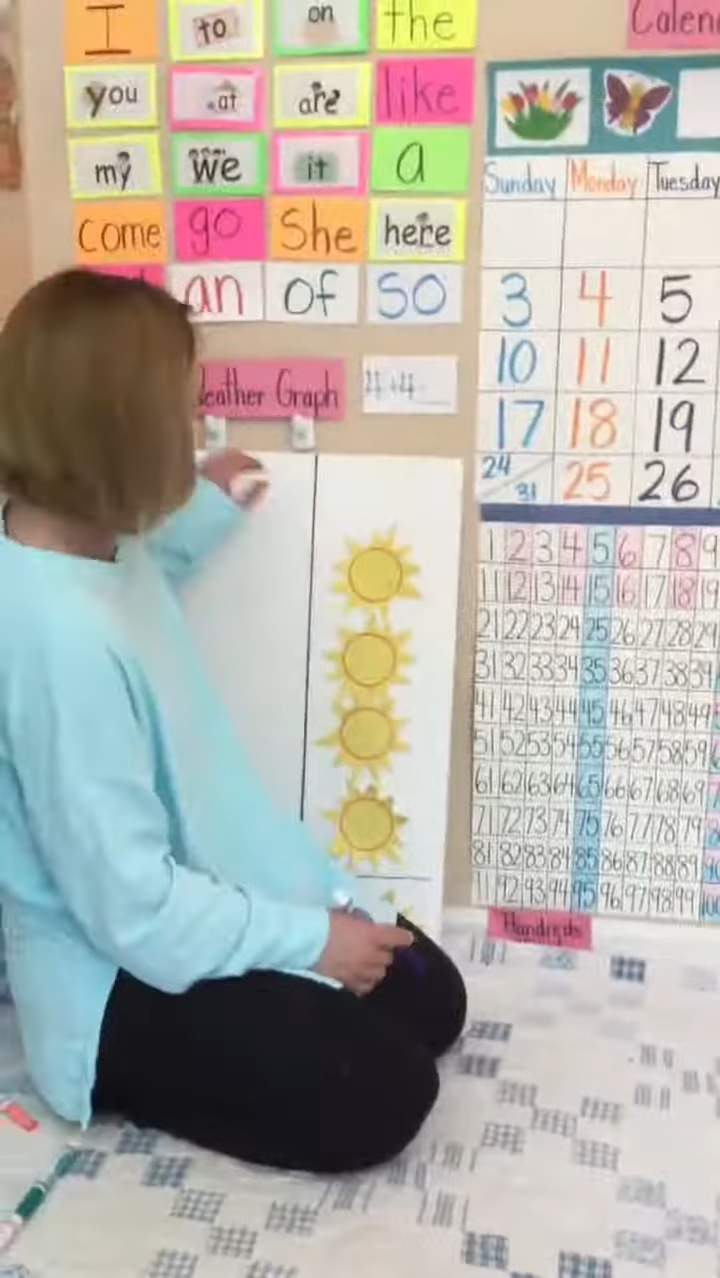 I to on the
you at are like
my we it a
come go She here
an of so
Weather Graph
4+4
Calen
Sunday Monday Tuesday
3 4 5
10 11 12
17 18 19
24/31 25 26
1 2 3 4 5 6 7 8 9
11 12 13 14 15 16 17 18 19
21 22 23 24 25 26 27 28 29
31 32 33 34 35 36 37 38 39
41 42 43 44 45 46 47 48 49
51 52 53 54 55 56 57 58 59
61 62 63 64 65 66 67 68 69
71 72 73 74 75 76 77 78 79
81 82 83 84 85 86 87 88 89 90
91 92 93 94 95 96 97 98 99 100
Hundreds